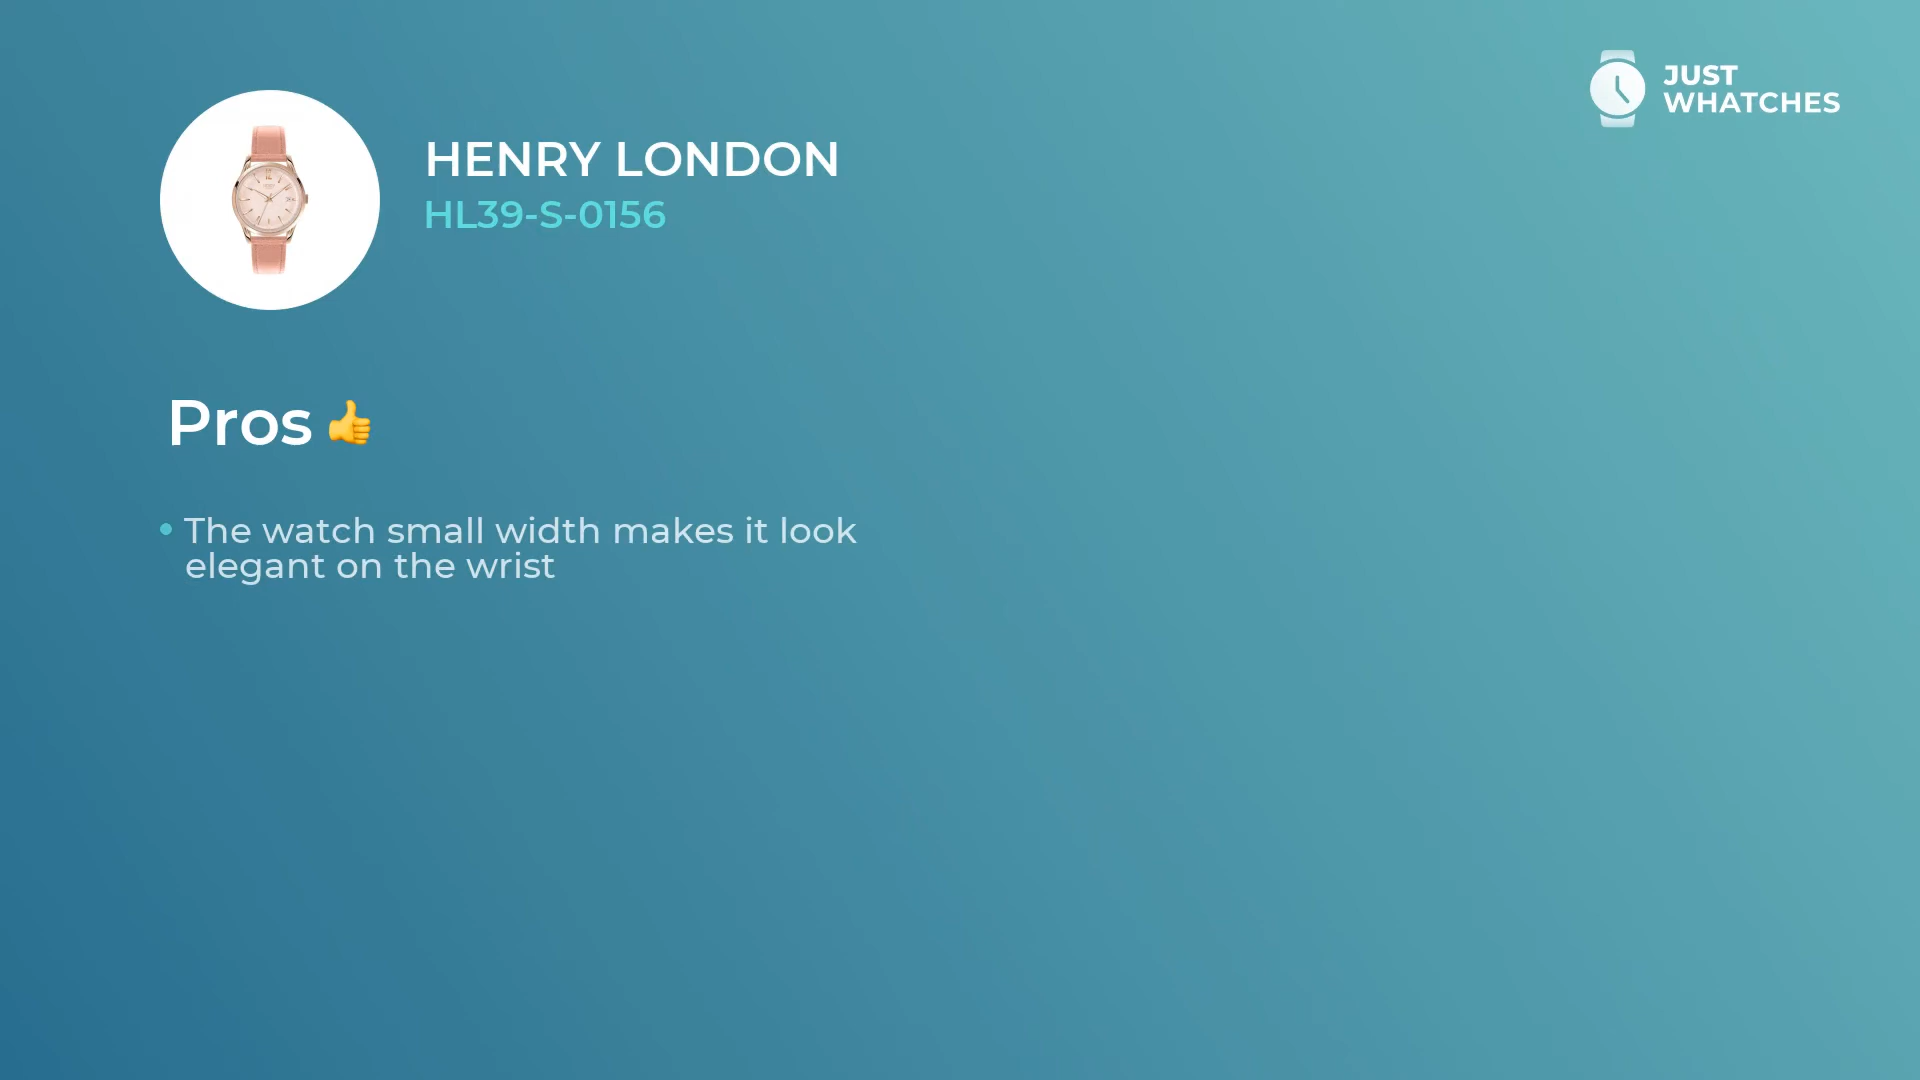 JUST
WHATCHES
HENRY LONDON
HL39-S-0156
Pros 👍
• The watch small width makes it look
elegant on the wrist